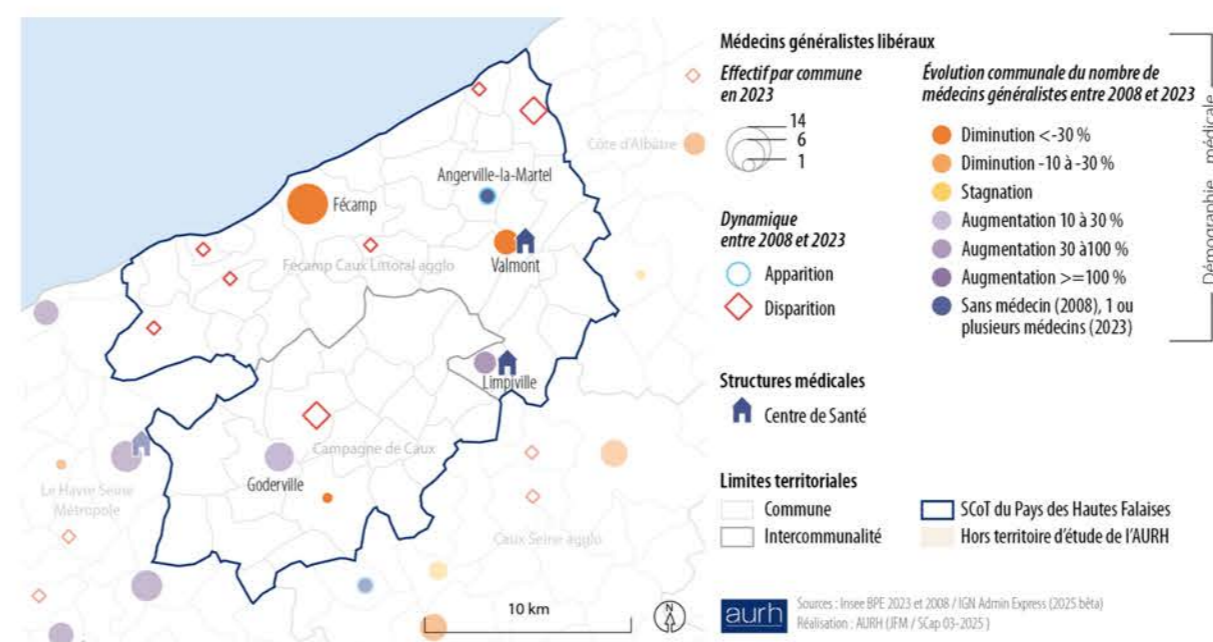 Côte d'Albâtre
Angerville-la-Martel
Fécamp
Fécamp Caux Littoral agglo
Valmont
Limpiville
Campagne de Caux
Goderville
Le Havre Seine
Métropole
Caux Seine agglo
10 km
N
Médecins généralistes libéraux
Effectif par commune
en 2023
14
6
1
Dynamique
entre 2008 et 2023
Apparition
Disparition
Évolution communale du nombre de
médecins généralistes entre 2008 et 2023
Diminution <-30 %
Diminution -10 à -30 %
Stagnation
Augmentation 10 à 30 %
Augmentation 30 à100 %
Augmentation >=100 %
Sans médecin (2008), 1 ou
plusieurs médecins (2023)
Démographie médicale
Structures médicales
Centre de Santé
Limites territoriales
Commune
Intercommunalité
SCoT du Pays des Hautes Falaises
Hors territoire d'étude de l'AURH
aurh
Sources : Insee BPE 2023 et 2008 / IGN Admin Express (2025 bêta)
Réalisation : AURH (JFM / SCap 03-2025 )